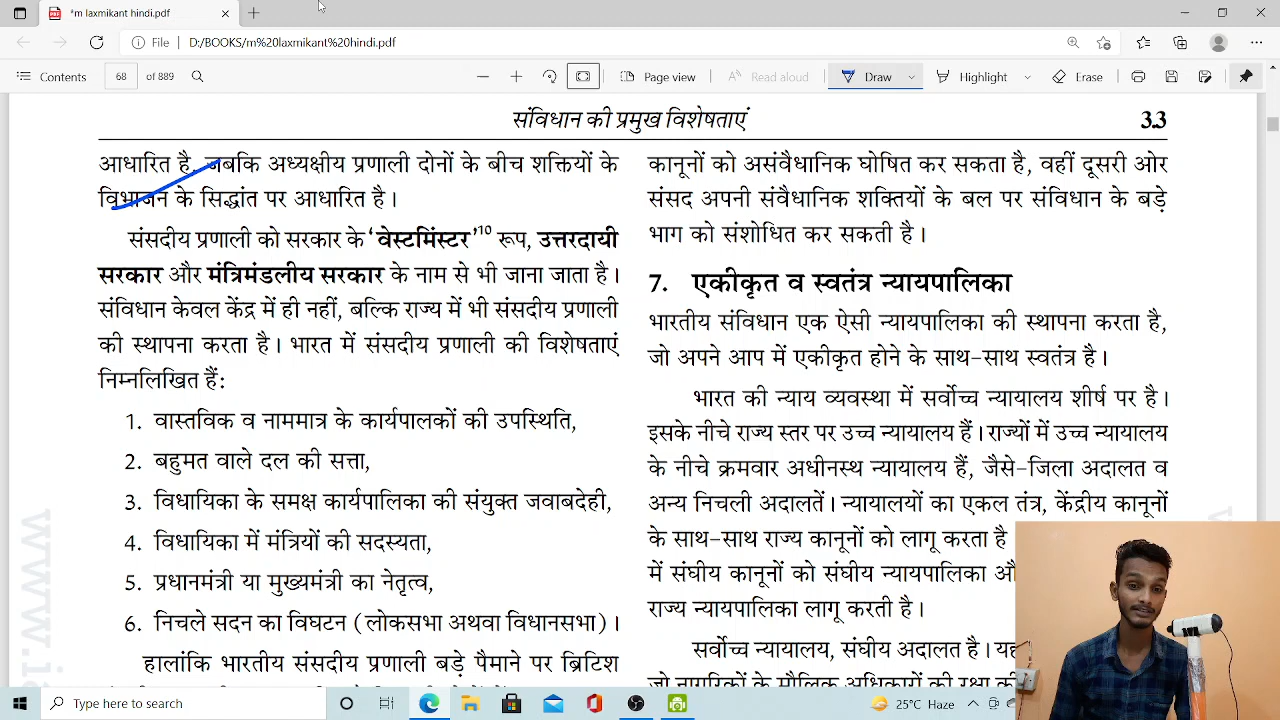 *m laxmikant hindi.pdf
File
D:/BOOKS/m%20laxmikant%20hindi.pdf
Contents
68
of 889
Page view
Read aloud
Draw
Highlight
Erase
संविधान की प्रमुख विशेषताएं
3.3
आधारित है, जबकि अध्यक्षीय प्रणाली दोनों के बीच शक्तियों के
विभाजन के सिद्धांत पर आधारित है।
संसदीय प्रणाली को सरकार के ‘वेस्टमिंस्टर’10 रूप, उत्तरदायी
सरकार और मंत्रिमंडलीय सरकार के नाम से भी जाना जाता है।
संविधान केवल केंद्र में ही नहीं, बल्कि राज्य में भी संसदीय प्रणाली
की स्थापना करता है। भारत में संसदीय प्रणाली की विशेषताएं
निम्नलिखित हैं:
1. वास्तविक व नाममात्र के कार्यपालकों की उपस्थिति,
2. बहुमत वाले दल की सत्ता,
3. विधायिका के समक्ष कार्यपालिका की संयुक्त जवाबदेही,
4. विधायिका में मंत्रियों की सदस्यता,
5. प्रधानमंत्री या मुख्यमंत्री का नेतृत्व,
6. निचले सदन का विघटन (लोकसभा अथवा विधानसभा)।
हालांकि भारतीय संसदीय प्रणाली बड़े पैमाने पर ब्रिटिश
कानूनों को असंवैधानिक घोषित कर सकता है, वहीं दूसरी ओर
संसद अपनी संवैधानिक शक्तियों के बल पर संविधान के बड़े
भाग को संशोधित कर सकती है।
7. एकीकृत व स्वतंत्र न्यायपालिका
भारतीय संविधान एक ऐसी न्यायपालिका की स्थापना करता है,
जो अपने आप में एकीकृत होने के साथ-साथ स्वतंत्र है।
भारत की न्याय व्यवस्था में सर्वोच्च न्यायालय शीर्ष पर है।
इसके नीचे राज्य स्तर पर उच्च न्यायालय हैं। राज्यों में उच्च न्यायालय
के नीचे क्रमवार अधीनस्थ न्यायालय हैं, जैसे-जिला अदालत व
अन्य निचली अदालतें। न्यायालयों का एकल तंत्र, केंद्रीय कानूनों
के साथ-साथ राज्य कानूनों को लागू करता है
में संघीय कानूनों को संघीय न्यायपालिका
राज्य न्यायपालिका लागू करती है।
सर्वोच्च न्यायालय, संघीय अदालत है। यह
जो नागरिकों के मौलिक अधिकारों की रक्षा की
www.i
Type here to search
25°C Haze